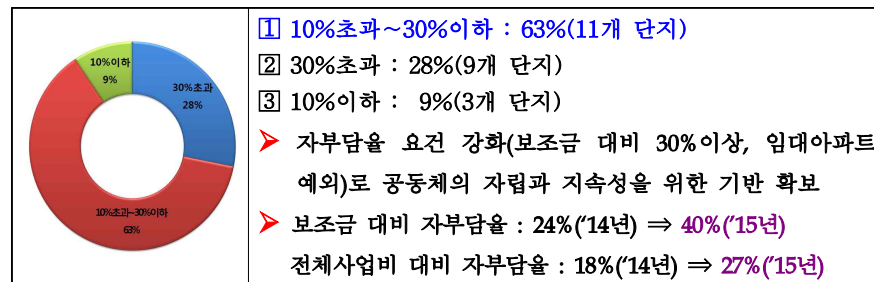 10%이하
9%
30%초과
28%
10%초과~30%이하
63%
1 10%초과~30%이하 : 63%(11개 단지)
2 30%초과 : 28%(9개 단지)
3 10%이하 : 9%(3개 단지)
➢ 자부담율 요건 강화(보조금 대비 30%이상, 임대아파트
예외)로 공동체의 자립과 지속성을 위한 기반 확보
➢ 보조금 대비 자부담율 : 24%(‘14년) ⇒ 40%(‘15년)
전체사업비 대비 자부담율 : 18%(‘14년) ⇒ 27%(‘15년)